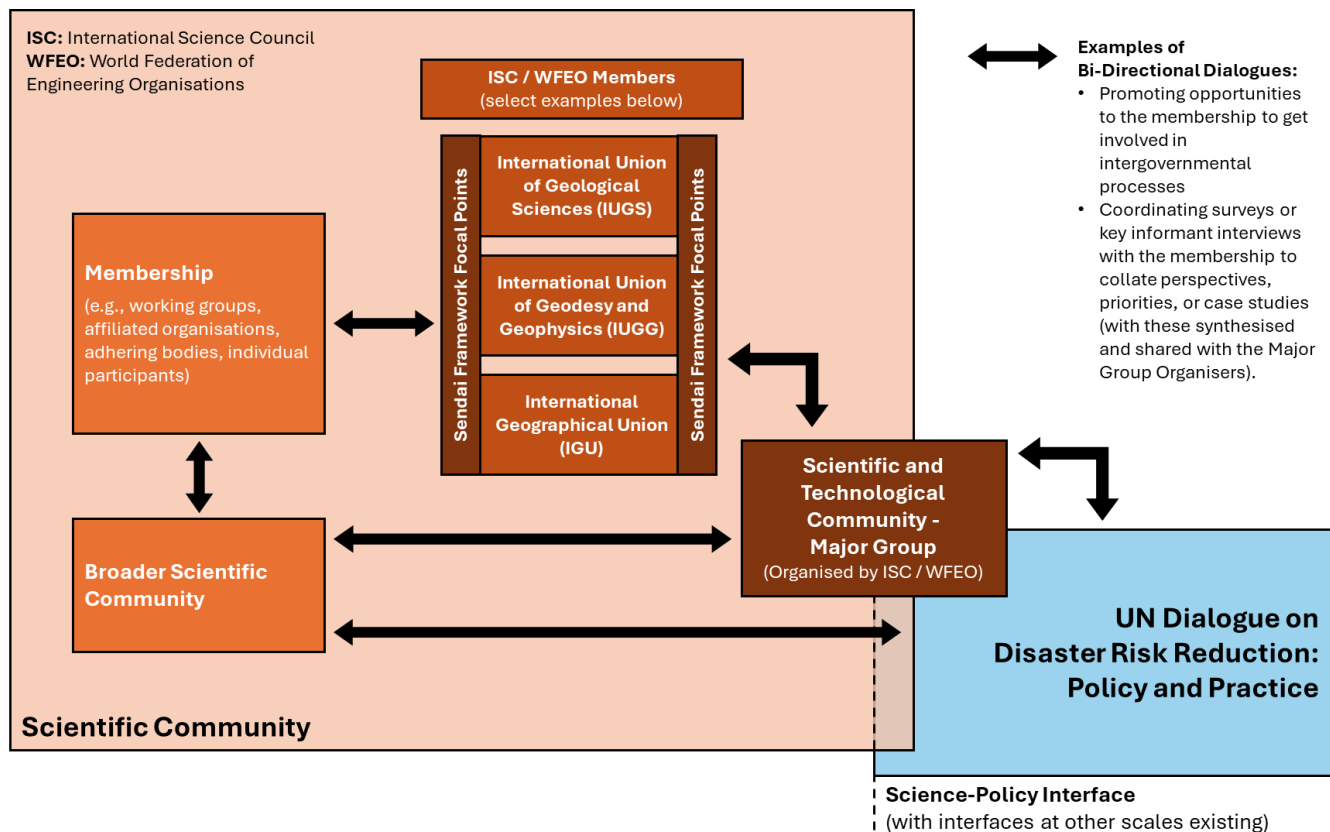 ISC: International Science Council
WFEO: World Federation of
Engineering Organisations
ISC / WFEO Members
(select examples below)
Sendai Framework Focal Points
International Union
of Geological
Sciences (IUGS)
International Union
of Geodesy and
Geophysics (IUGG)
International
Geographical Union
(IGU)
Sendai Framework Focal Points
Membership
(e.g., working groups,
affiliated organisations,
adhering bodies, individual
participants)
Broader Scientific
Community
Scientific and
Technological
Community -
Major Group
(Organised by ISC / WFEO)
Scientific Community
Examples of
Bi-Directional Dialogues:
• Promoting opportunities
to the membership to get
involved in
intergovernmental
processes
• Coordinating surveys or
key informant interviews
with the membership to
collate perspectives,
priorities, or case studies
(with these synthesised
and shared with the Major
Group Organisers).
UN Dialogue on
Disaster Risk Reduction:
Policy and Practice
Science-Policy Interface
(with interfaces at other scales existing)